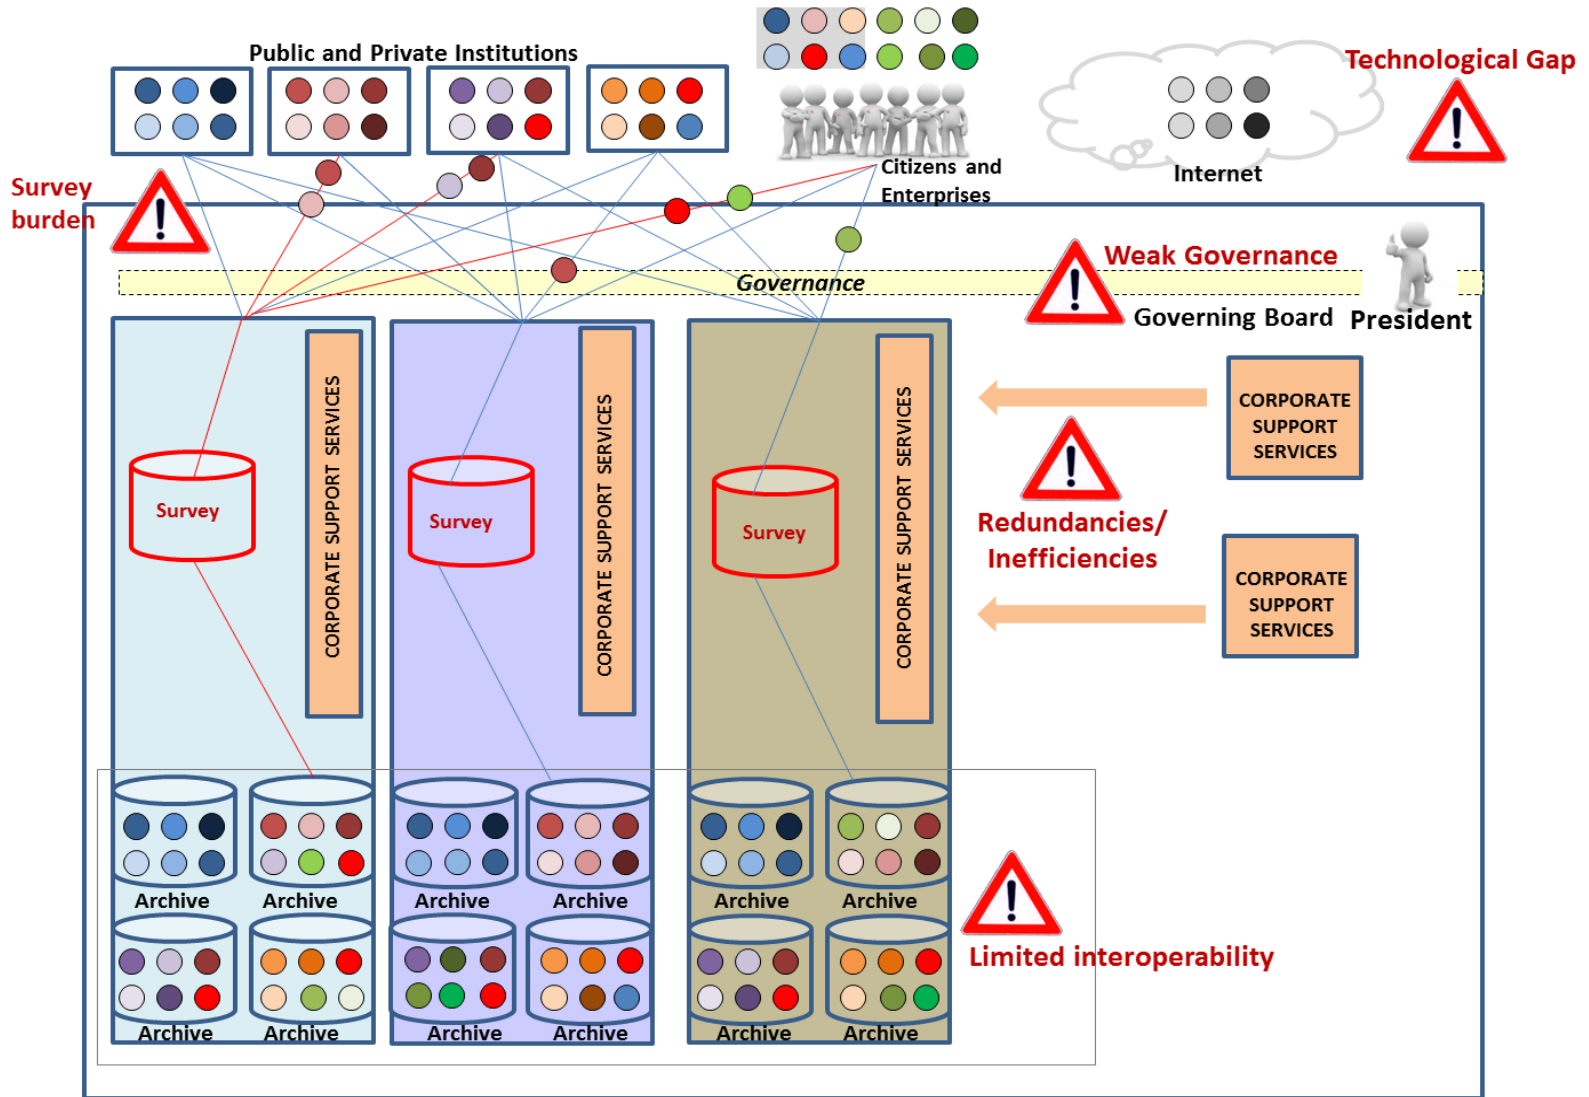 Public and Private Institutions
Technological Gap
Citizens and
Enterprises
Internet
Survey
burden
Weak Governance
Governance
Governing Board
President
CORPORATE SUPPORT SERVICES
CORPORATE SUPPORT SERVICES
CORPORATE SUPPORT SERVICES
CORPORATE
SUPPORT
SERVICES
Survey
Survey
Survey
Redundancies/
Inefficiencies
CORPORATE
SUPPORT
SERVICES
Archive
Archive
Archive
Archive
Archive
Archive
Limited interoperability
Archive
Archive
Archive
Archive
Archive
Archive